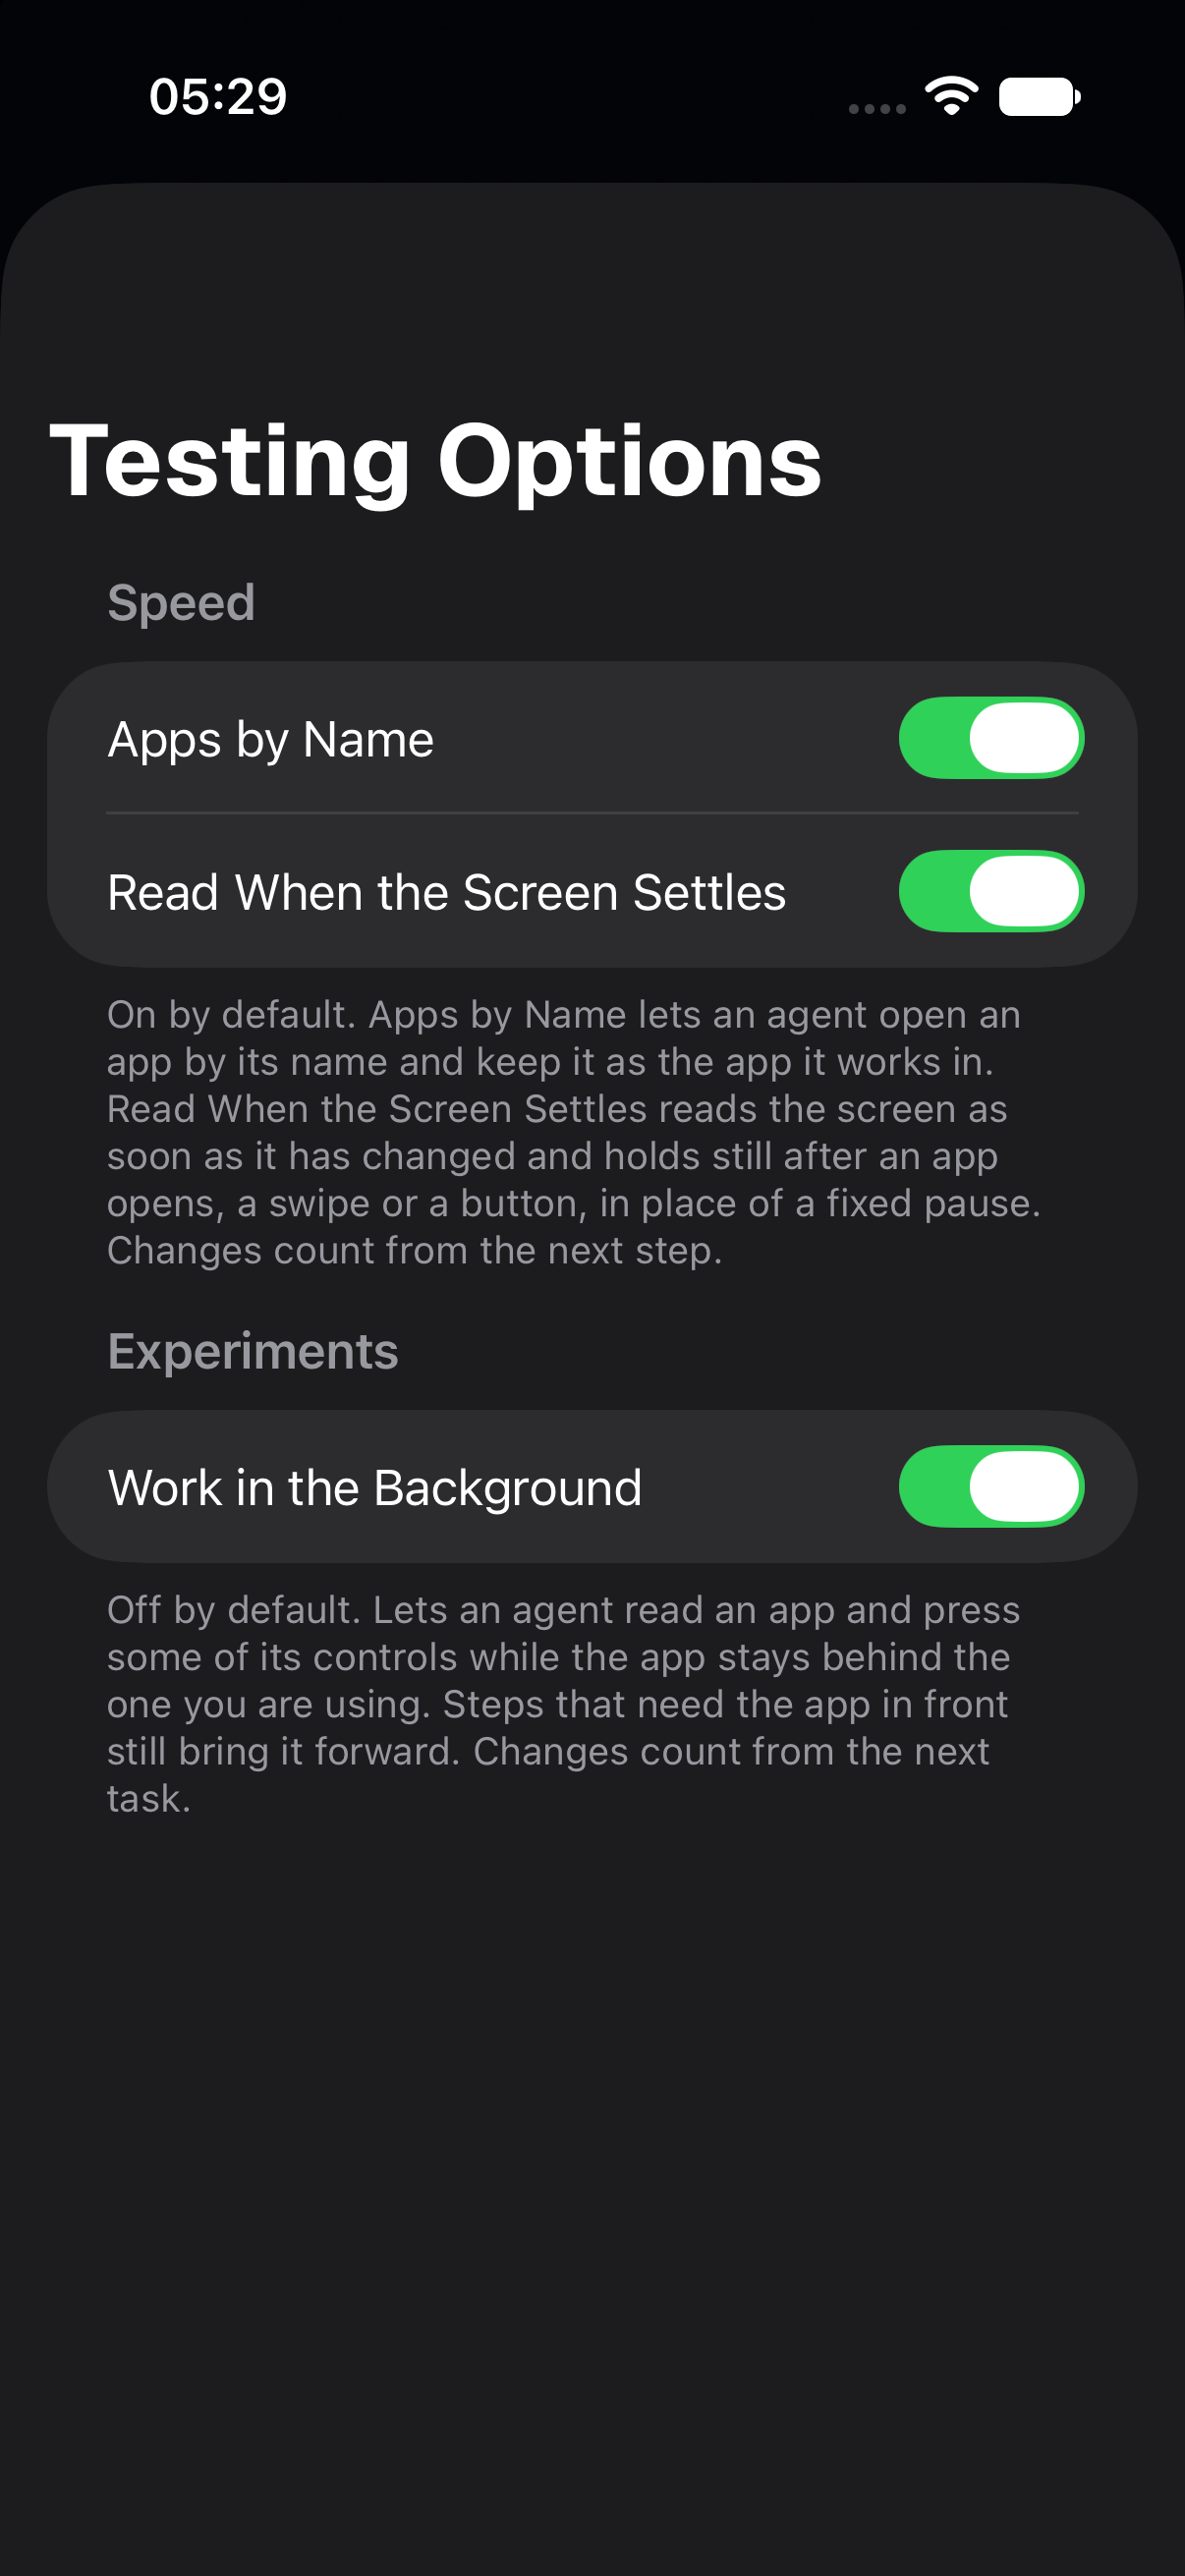 05:29
Testing Options
Speed
Apps by Name
Read When the Screen Settles
On by default. Apps by Name lets an agent open an
app by its name and keep it as the app it works in.
Read When the Screen Settles reads the screen as
soon as it has changed and holds still after an app
opens, a swipe or a button, in place of a fixed pause.
Changes count from the next step.
Experiments
Work in the Background
Off by default. Lets an agent read an app and press
some of its controls while the app stays behind the
one you are using. Steps that need the app in front
still bring it forward. Changes count from the next
task.